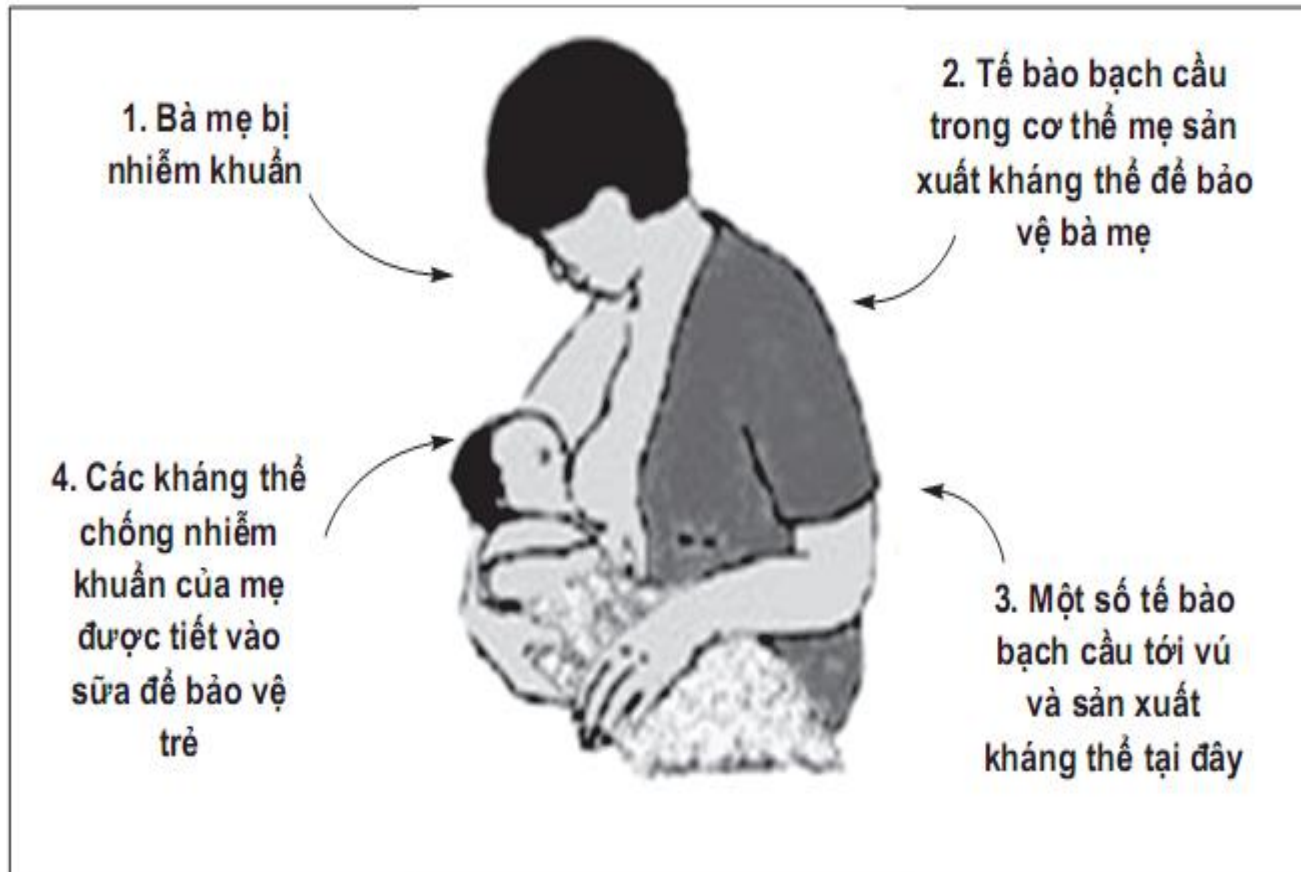 1. Bà mẹ bị
nhiễm khuẩn
2. Tế bào bạch cầu
trong cơ thể mẹ sản
xuất kháng thể để bảo
vệ bà mẹ
3. Một số tế bào
bạch cầu tới vú
và sản xuất
kháng thể tại đây
4. Các kháng thể
chống nhiễm
khuẩn của mẹ
được tiết vào
sữa để bảo vệ
trẻ